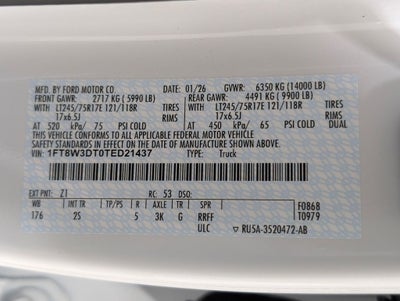 MFD. BY FORD MOTOR CO. 01/26 GVWR: 6350 KG (14000 LB)
FRONT GAWR: 2717 KG (5990 LB) REAR GAWR: 4491 KG (9900 LB)
LT245/75R17E 121/118R TIRES LT245/75R17E 121/118R TIRES
17x6.5J RIMS 17x6.5J RIMS
AT 520 kPa/ 75 PSI COLD AT 450 kPa/ 65 PSI COLD DUAL
THIS VEHICLE CONFORMS TO ALL APPLICABLE FEDERAL MOTOR VEHICLE
SAFETY STANDARDS IN EFFECT ON THE DATE OF MANUFACTURE SHOWN ABOVE.
VIN: 1FT8W3DT0TED21437 TYPE: Truck
EXT PNT: Z1 RC: 53 DSO:
WB INT TR TP/PS R AXLE TR SPR F0868
176 2S 5 3K G RRFF T0979
ULC RU5A-3520472-AB